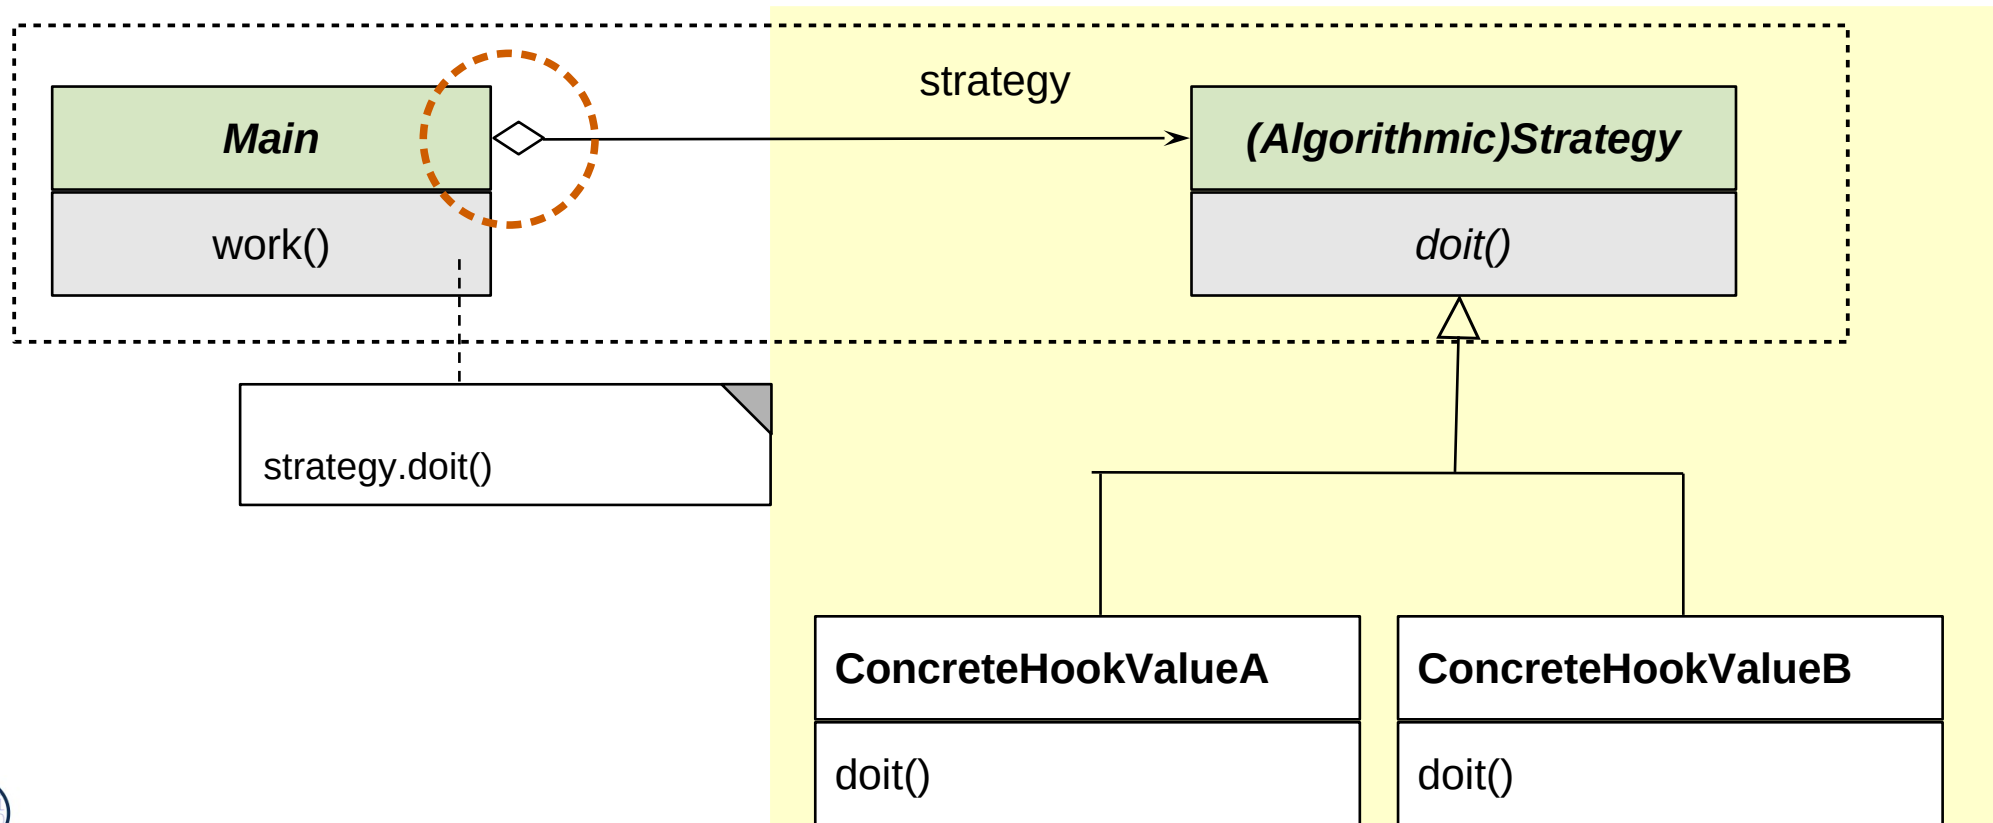 strategy
Main
(Algorithmic)Strategy
work()
doit()
strategy.doit()
ConcreteHookValueA
ConcreteHookValueB
doit()
doit()